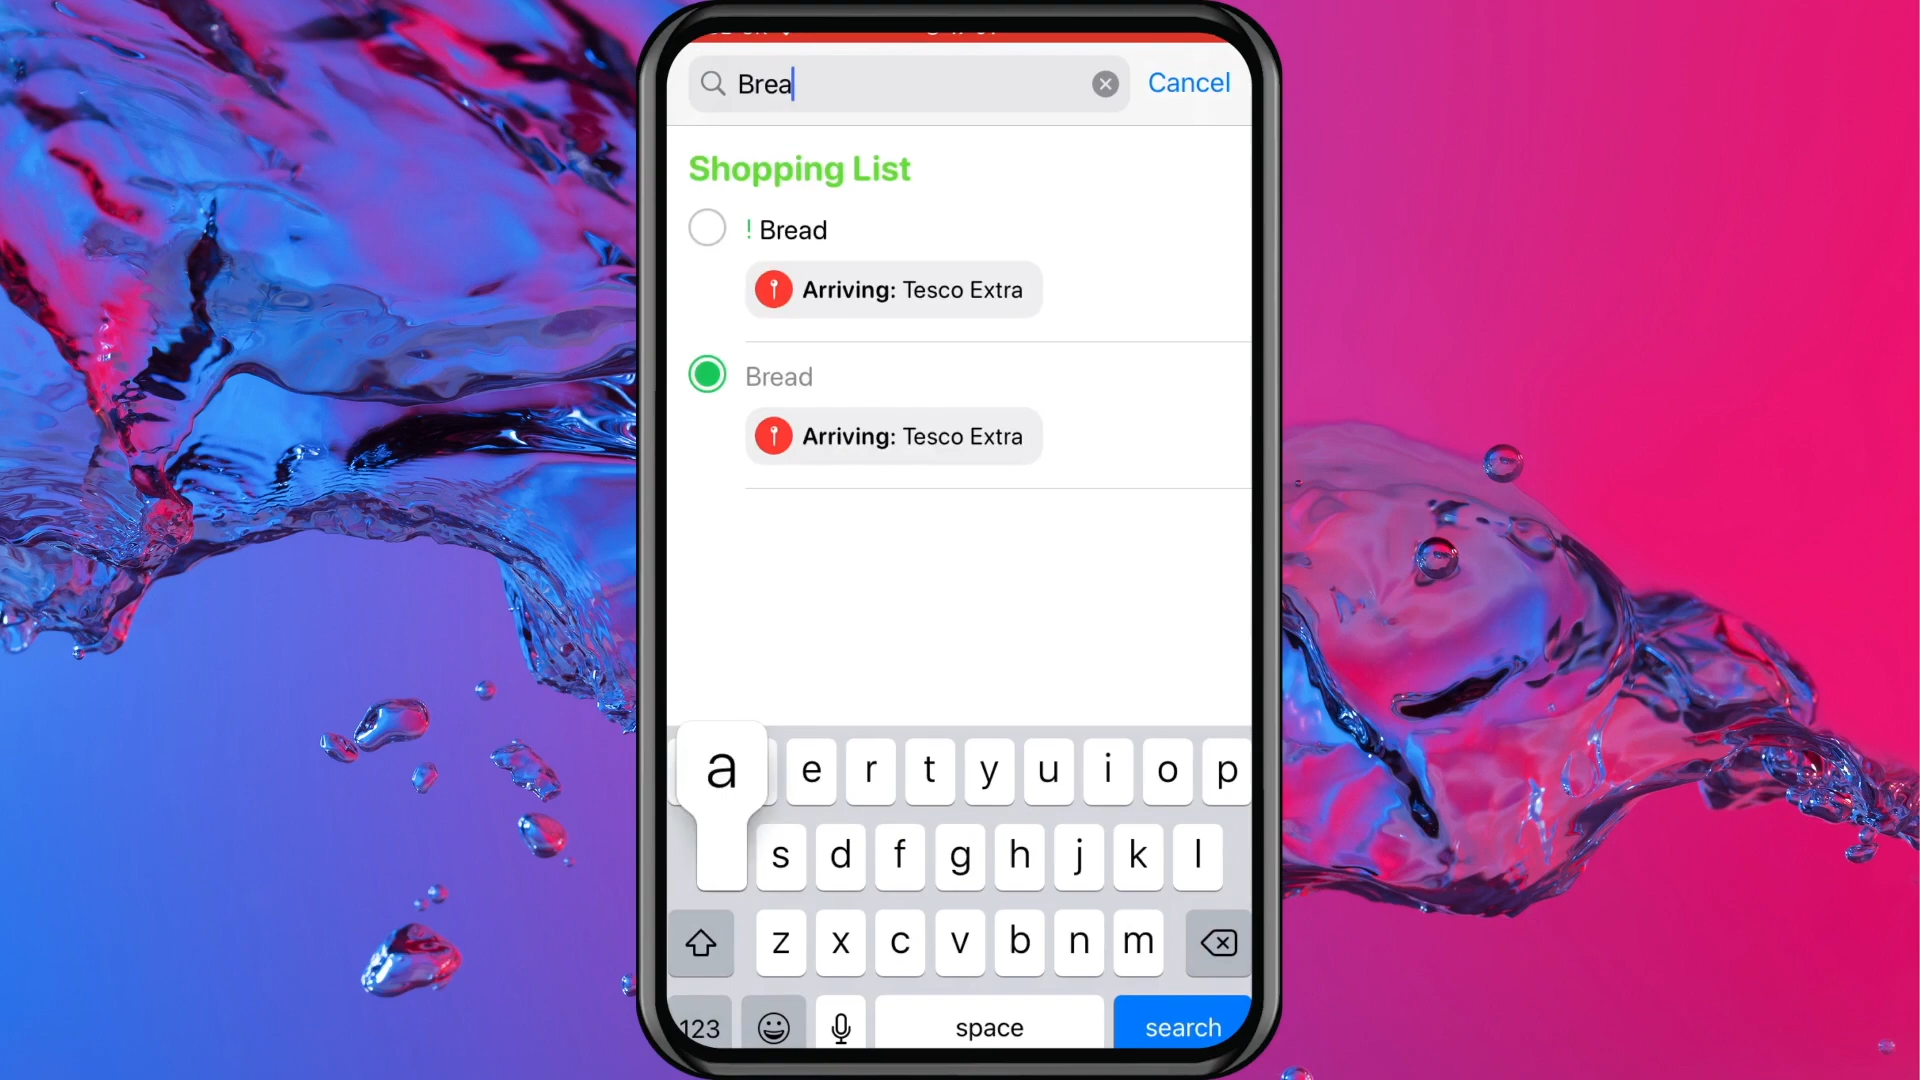 Brea
Cancel
Shopping List
! Bread
Arriving: Tesco Extra
Bread
Arriving: Tesco Extra
a e r t y u i o p
s d f g h j k l
z x c v b n m
123 space search